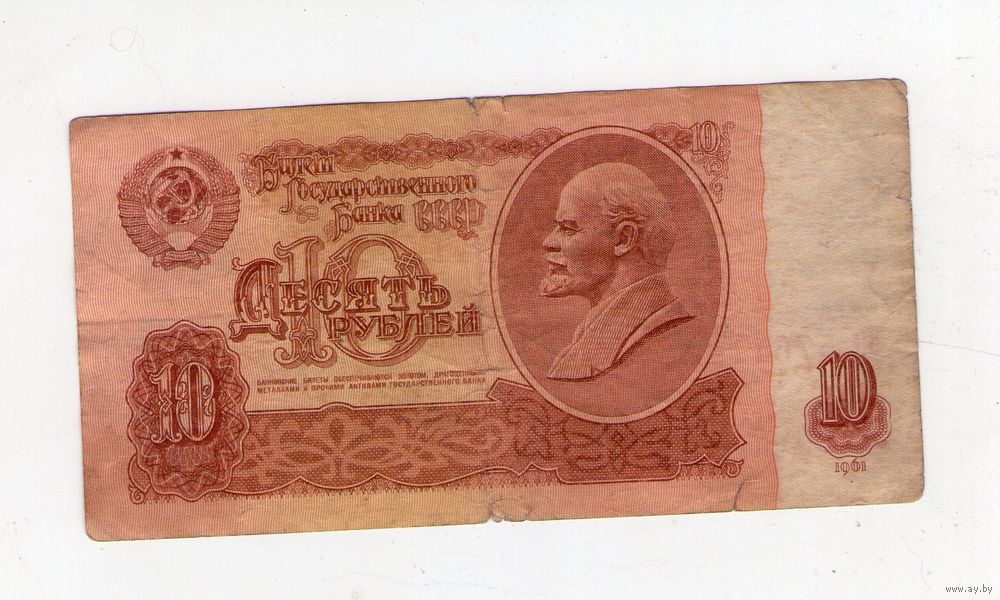 Билет
Государственного
Банка СССР
10
10
Десять
рублей
БАНКОВСКИЕ БИЛЕТЫ ОБЕСПЕЧИВАЮТСЯ ЗОЛОТОМ, ДРАГОЦЕННЫМИ
МЕТАЛЛАМИ И ПРОЧИМИ АКТИВАМИ ГОСУДАРСТВЕННОГО БАНКА
10
10
1961
www.ay.by